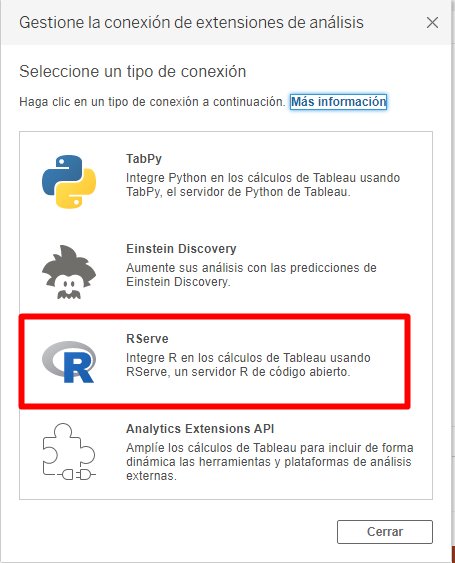 Gestione la conexión de extensiones de análisis
Seleccione un tipo de conexión
Haga clic en un tipo de conexión a continuación. Más información
TabPy
Integre Python en los cálculos de Tableau usando
TabPy, el servidor de Python de Tableau.
Einstein Discovery
Aumente sus análisis con las predicciones de
Einstein Discovery.
RServe
Integre R en los cálculos de Tableau usando
RServe, un servidor R de código abierto.
Analytics Extensions API
Amplíe los cálculos de Tableau para incluir de forma
dinámica las herramientas y plataformas de análisis
externas.
Cerrar